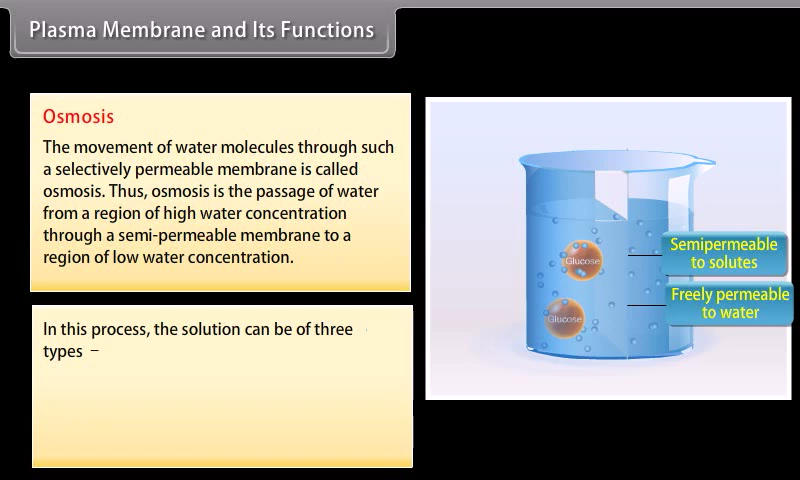 Plasma Membrane and Its Functions
Osmosis
The movement of water molecules through such
a selectively permeable membrane is called
osmosis. Thus, osmosis is the passage of water
from a region of high water concentration
through a semi-permeable membrane to a
region of low water concentration.
In this process, the solution can be of three
types –
Glucose
Glucose
Semipermeable
to solutes
Freely permeable
to water